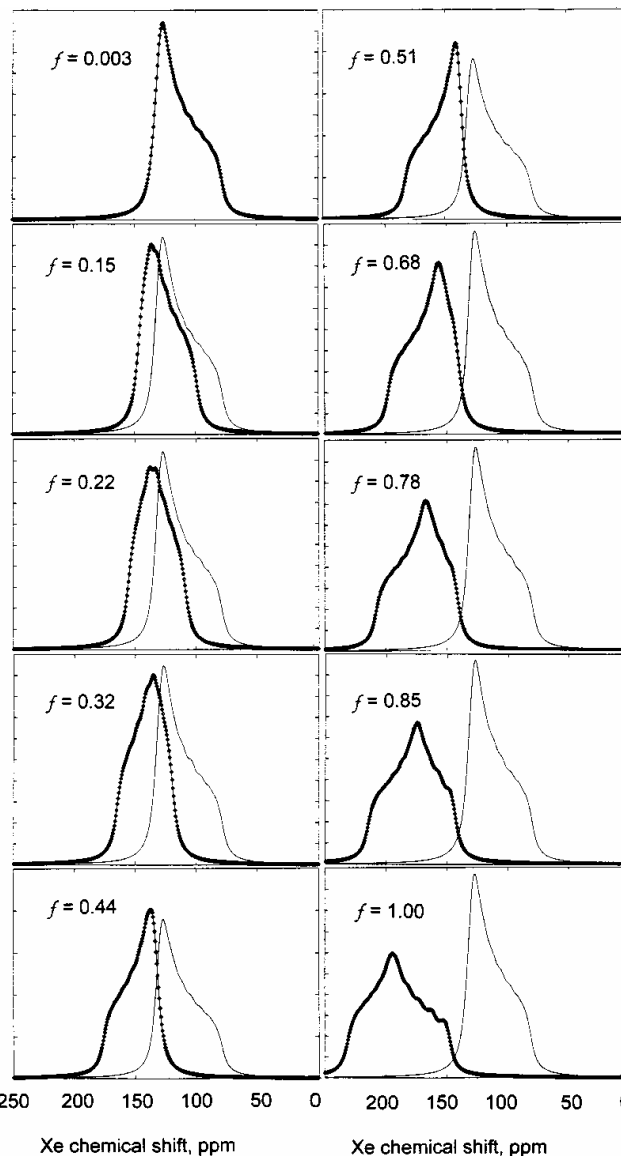 f = 0.003
f = 0.51
f = 0.15
f = 0.68
f = 0.22
f = 0.78
f = 0.32
f = 0.85
f = 0.44
f = 1.00
250 200 150 100 50 0
200 150 100 50
Xe chemical shift, ppm
Xe chemical shift, ppm